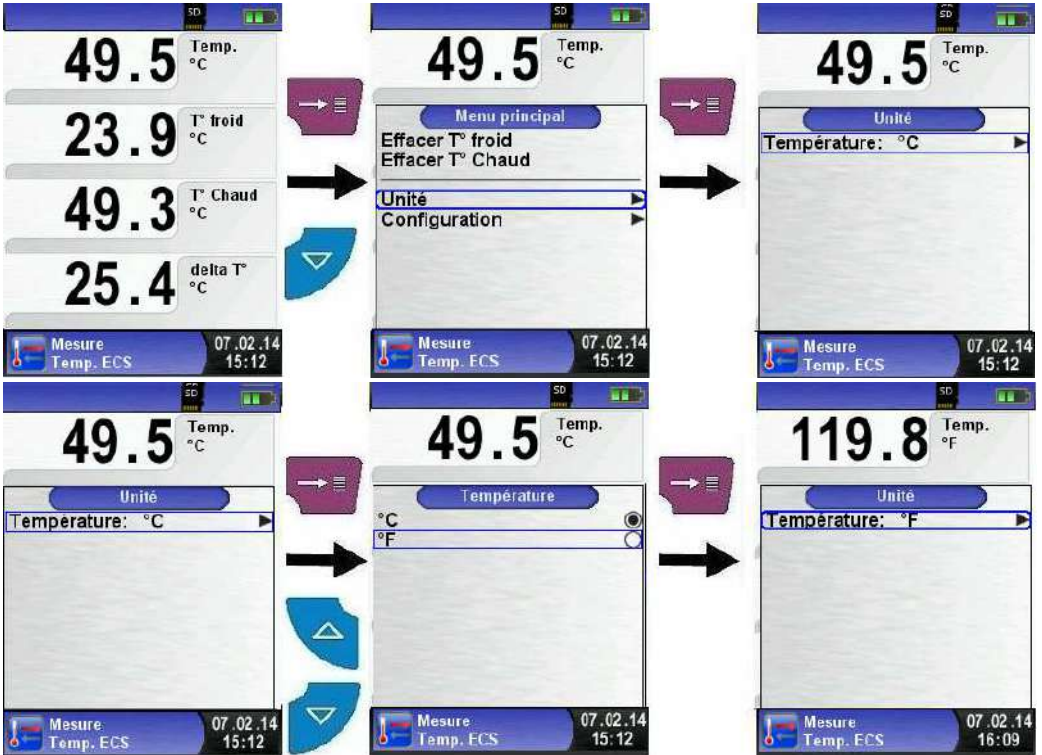 SD
49.5 Temp. °C
23.9 T° froid °C
49.3 T° Chaud °C
25.4 delta T° °C
Mesure 07.02.14
Temp. ECS 15:12
SD
49.5 Temp. °C
Menu principal
Effacer T° froid
Effacer T° Chaud
Unité
Configuration
Mesure 07.02.14
Temp. ECS 15:12
SD
49.5 Temp. °C
Unité
Température: °C
Mesure 07.02.14
Temp. ECS 15:12
SD
49.5 Temp. °C
Unité
Température: °C
Mesure 07.02.14
Temp. ECS 15:12
SD
49.5 Temp. °C
Température
°C
°F
Mesure 07.02.14
Temp. ECS 15:12
SD
119.8 Temp. °F
Unité
Température: °F
Mesure 07.02.14
Temp. ECS 16:09